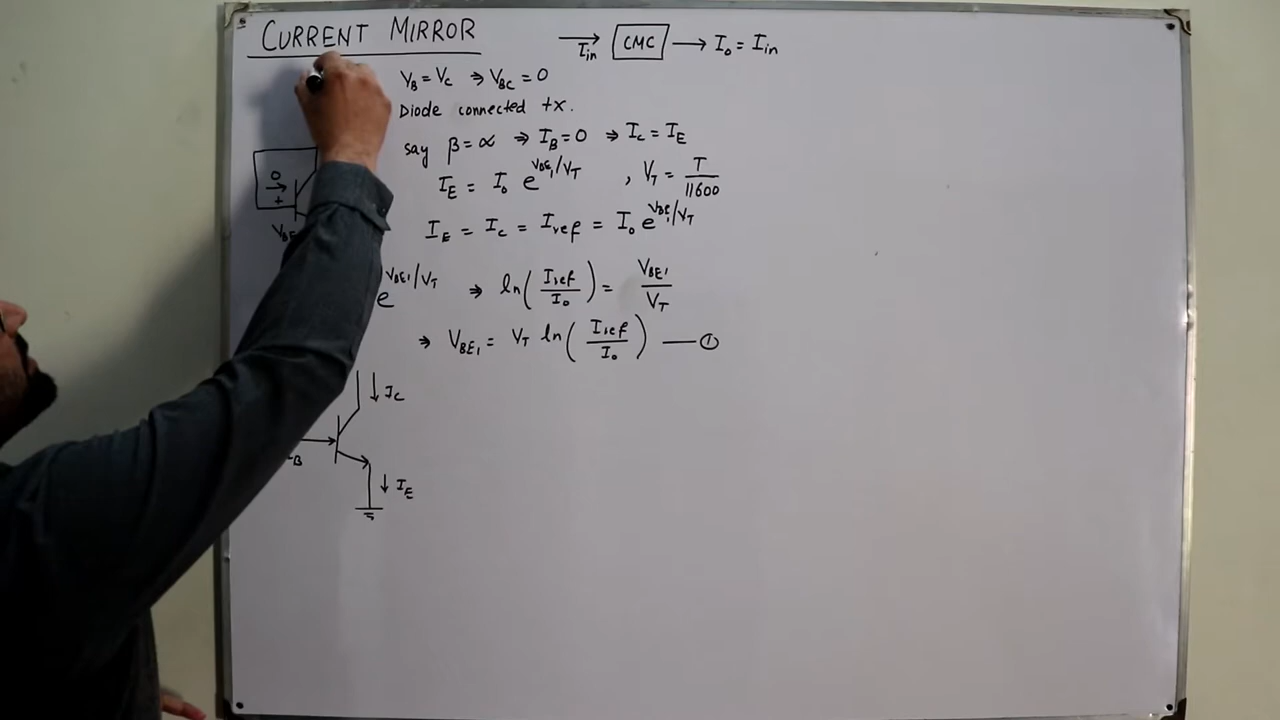 CURRENT MIRROR
Iin CMC → Io = Iin
VB = VC ⇒ VBC = 0
Diode connected tx.
say β = ∝ ⇒ IB = 0 ⇒ IC = IE
IE = Io e^VBE1/VT , VT = T/11600
0
+
IE = IC = Iref = Io e^VBE1/VT
e^VBE1/VT ⇒ ln(Iref/Io) = VBE1/VT
⇒ VBE1 = VT ln(Iref/Io) — ①
↓ IC
↓ IE